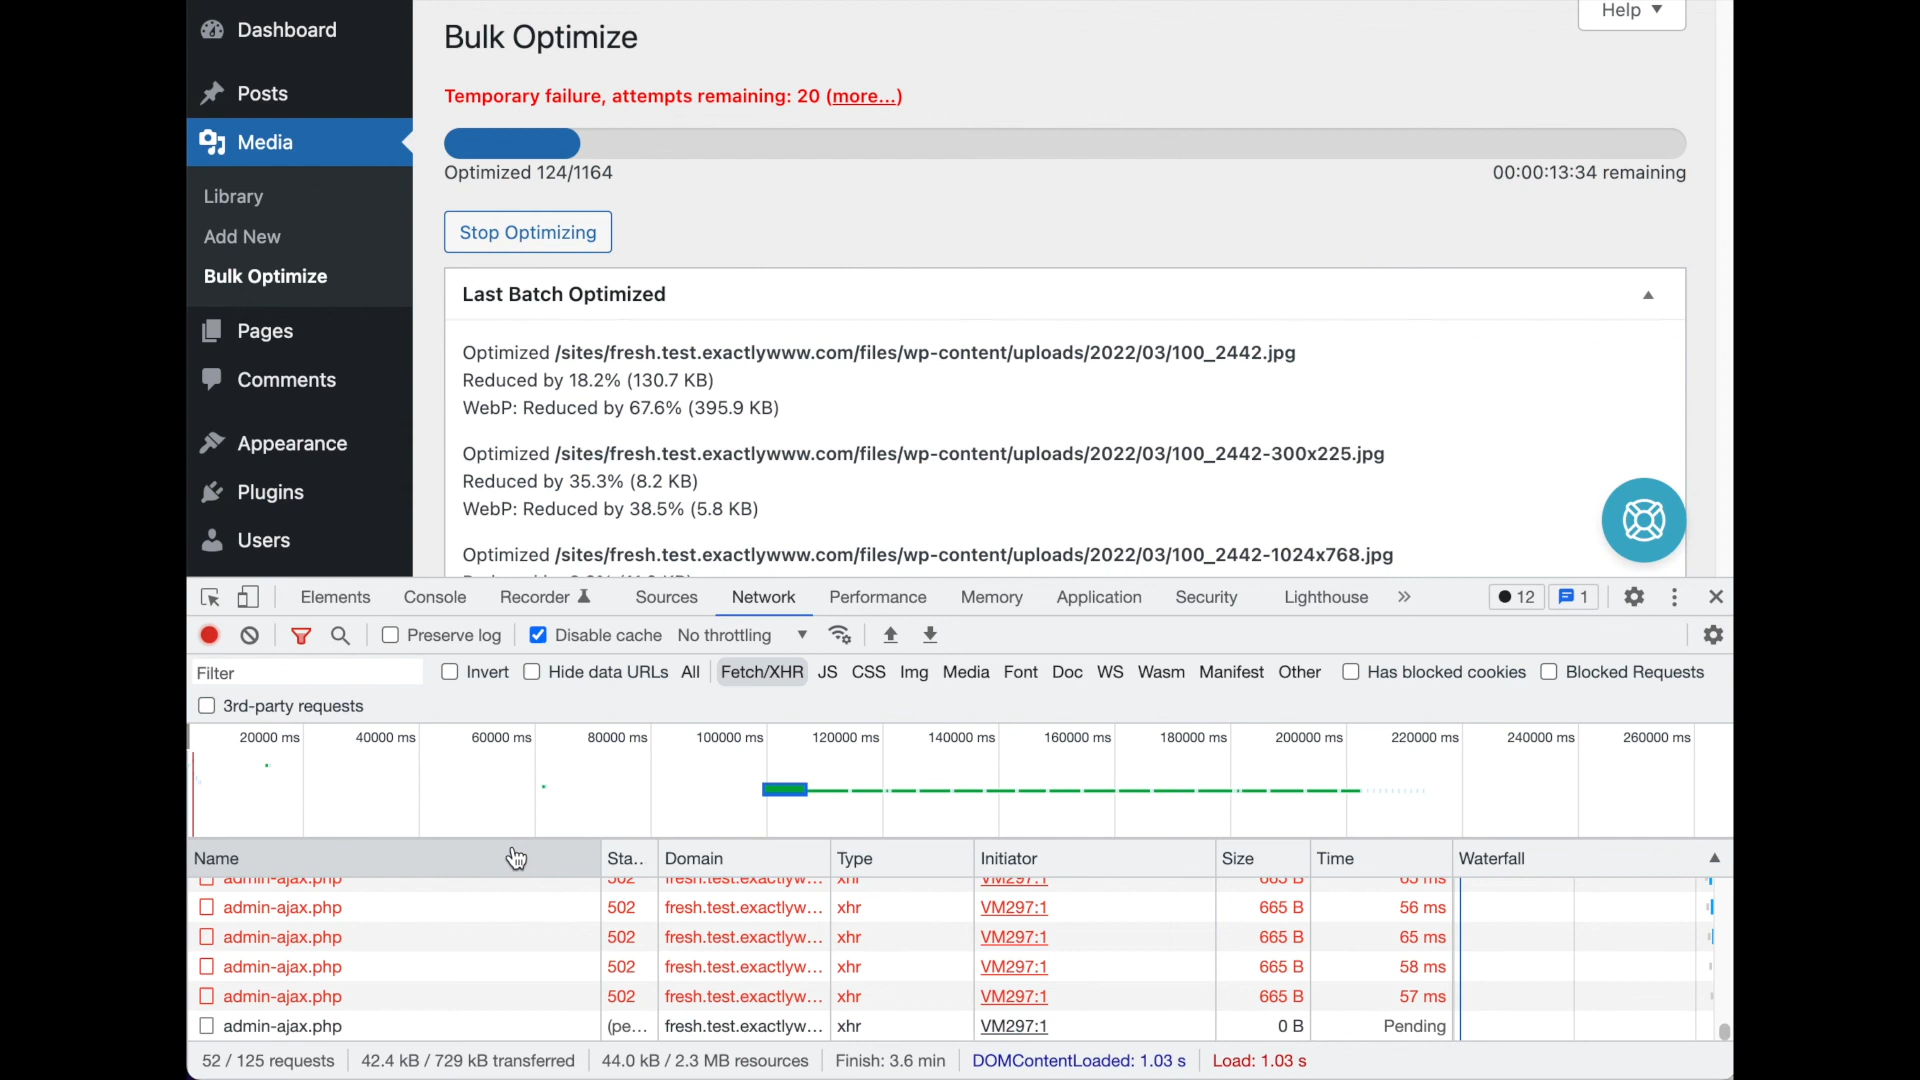 Dashboard
Posts
Media
Library
Add New
Bulk Optimize
Pages
Comments
Appearance
Plugins
Users
Help ▼
Bulk Optimize
Temporary failure, attempts remaining: 20 (more...)
Optimized 124/1164
00:00:13:34 remaining
Stop Optimizing
Last Batch Optimized
Optimized /sites/fresh.test.exactlywww.com/files/wp-content/uploads/2022/03/100_2442.jpg
Reduced by 18.2% (130.7 KB)
WebP: Reduced by 67.6% (395.9 KB)
Optimized /sites/fresh.test.exactlywww.com/files/wp-content/uploads/2022/03/100_2442-300x225.jpg
Reduced by 35.3% (8.2 KB)
WebP: Reduced by 38.5% (5.8 KB)
Optimized /sites/fresh.test.exactlywww.com/files/wp-content/uploads/2022/03/100_2442-1024x768.jpg
Elements Console Recorder Sources Network Performance Memory Application Security Lighthouse » 12 1
Preserve log Disable cache No throttling
Filter Invert Hide data URLs All Fetch/XHR JS CSS Img Media Font Doc WS Wasm Manifest Other Has blocked cookies Blocked Requests
3rd-party requests
20000 ms 40000 ms 60000 ms 80000 ms 100000 ms 120000 ms 140000 ms 160000 ms 180000 ms 200000 ms 220000 ms 240000 ms 260000 ms
Name Sta... Domain Type Initiator Size Time Waterfall
admin-ajax.php 502 fresh.test.exactlyw... xhr VM297:1 665 B 65 ms
admin-ajax.php 502 fresh.test.exactlyw... xhr VM297:1 665 B 56 ms
admin-ajax.php 502 fresh.test.exactlyw... xhr VM297:1 665 B 65 ms
admin-ajax.php 502 fresh.test.exactlyw... xhr VM297:1 665 B 58 ms
admin-ajax.php 502 fresh.test.exactlyw... xhr VM297:1 665 B 57 ms
admin-ajax.php (pe... fresh.test.exactlyw... xhr VM297:1 0 B Pending
52 / 125 requests 42.4 kB / 729 kB transferred 44.0 kB / 2.3 MB resources Finish: 3.6 min DOMContentLoaded: 1.03 s Load: 1.03 s